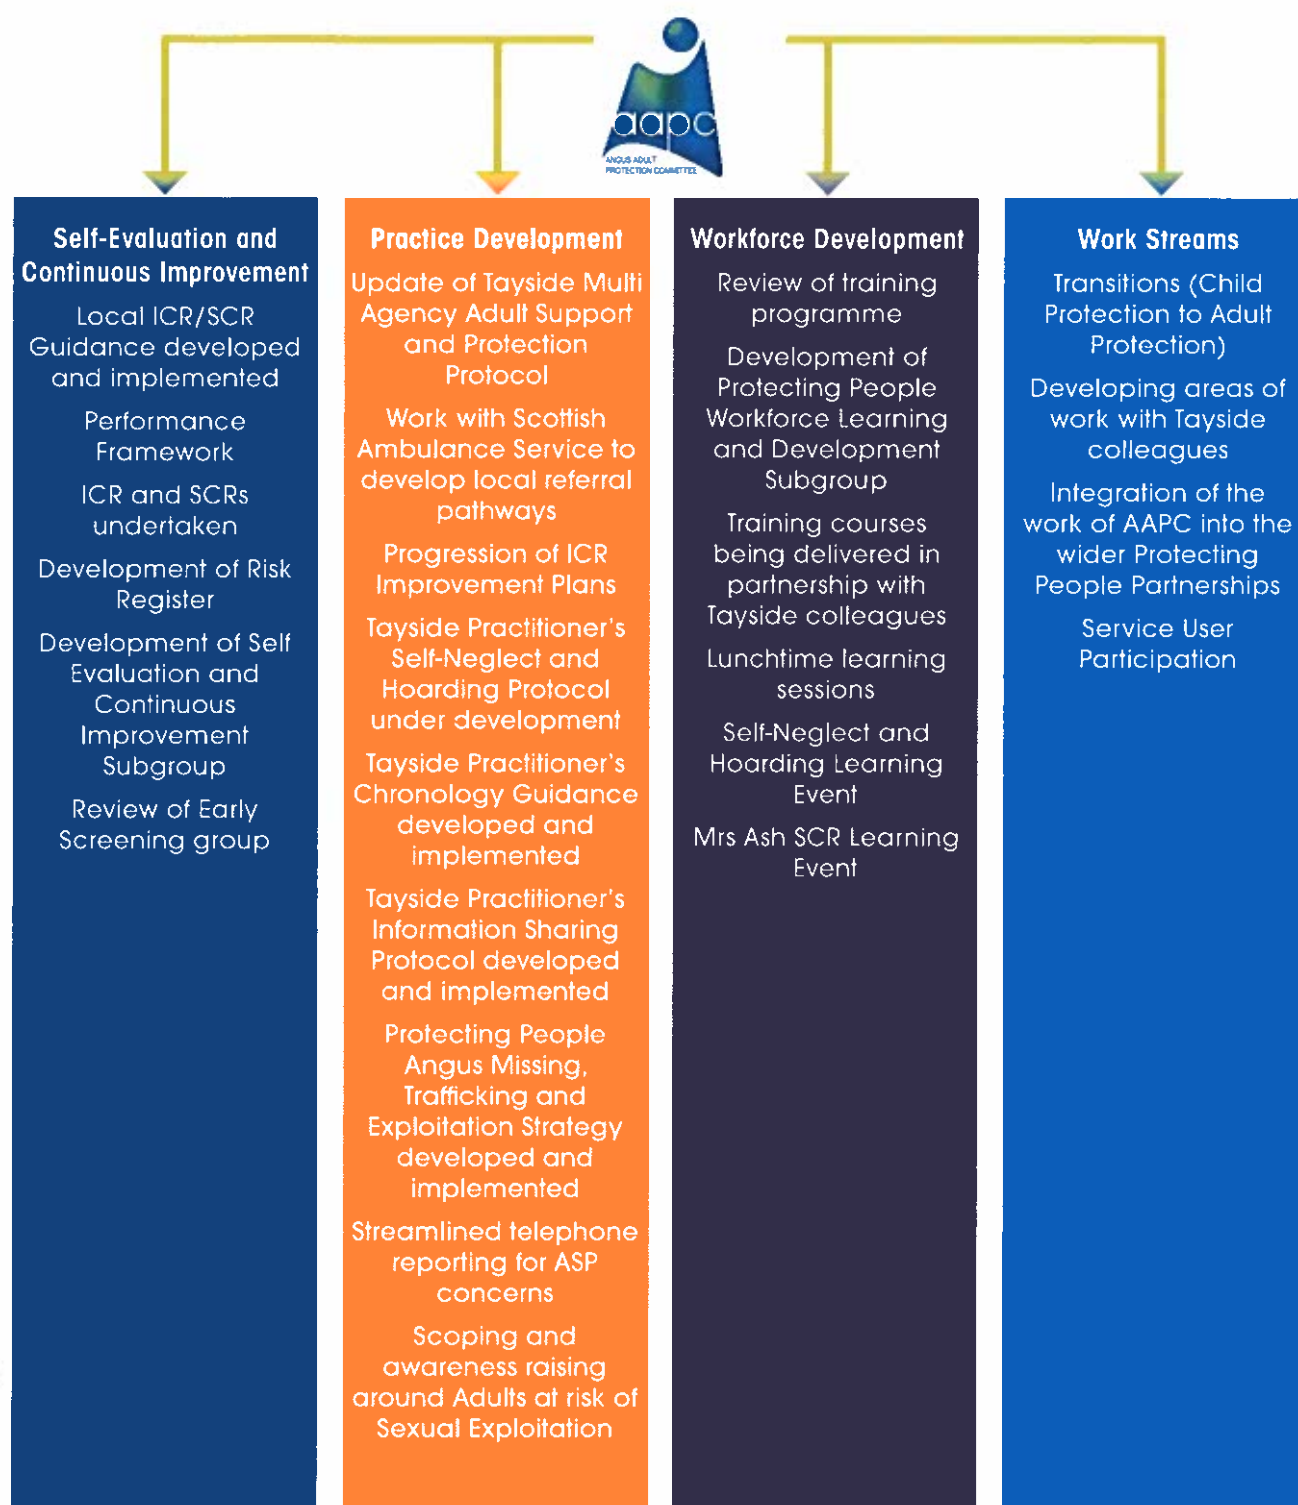 aapc
ANGUS ADULT
PROTECTION COMMITTEE
Self-Evaluation and
Continuous Improvement
Local ICR/SCR
Guidance developed
and implemented
Performance
Framework
ICR and SCRs
undertaken
Development of Risk
Register
Development of Self
Evaluation and
Continuous
Improvement
Subgroup
Review of Early
Screening group
Practice Development
Update of Tayside Multi
Agency Adult Support
and Protection
Protocol
Work with Scottish
Ambulance Service to
develop local referral
pathways
Progression of ICR
Improvement Plans
Tayside Practitioner's
Self-Neglect and
Hoarding Protocol
under development
Tayside Practitioner's
Chronology Guidance
developed and
implemented
Tayside Practitioner's
Information Sharing
Protocol developed
and implemented
Protecting People
Angus Missing,
Trafficking and
Exploitation Strategy
developed and
implemented
Streamlined telephone
reporting for ASP
concerns
Scoping and
awareness raising
around Adults at risk of
Sexual Exploitation
Workforce Development
Review of training
programme
Development of
Protecting People
Workforce Learning
and Development
Subgroup
Training courses
being delivered in
partnership with
Tayside colleagues
Lunchtime learning
sessions
Self-Neglect and
Hoarding Learning
Event
Mrs Ash SCR Learning
Event
Work Streams
Transitions (Child
Protection to Adult
Protection)
Developing areas of
work with Tayside
colleagues
Integration of the
work of AAPC into the
wider Protecting
People Partnerships
Service User
Participation